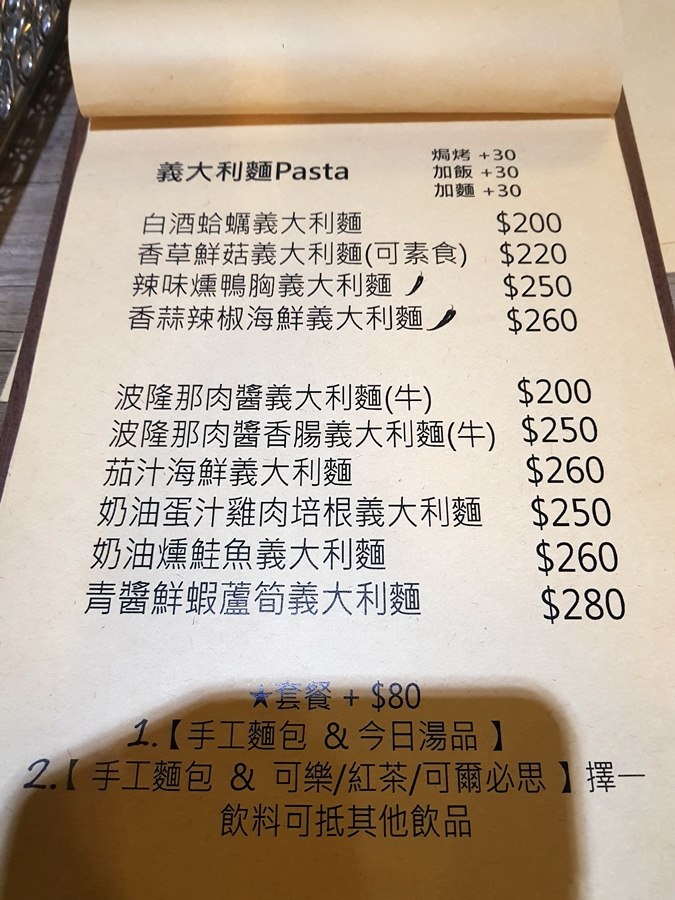 義大利麵Pasta
焗烤 +30
加飯 +30
加麵 +30
白酒蛤蠣義大利麵 $200
香草鮮菇義大利麵(可素食) $220
辣味燻鴨胸義大利麵 $250
香蒜辣椒海鮮義大利麵 $260
波隆那肉醬義大利麵(牛) $200
波隆那肉醬香腸義大利麵(牛) $250
茄汁海鮮義大利麵 $260
奶油蛋汁雞肉培根義大利麵 $250
奶油燻鮭魚義大利麵 $260
青醬鮮蝦蘆筍義大利麵 $280
★套餐 + $80
1.【手工麵包 & 今日湯品 】
2.【 手工麵包 & 可樂/紅茶/可爾必思 】擇一
飲料可抵其他飲品